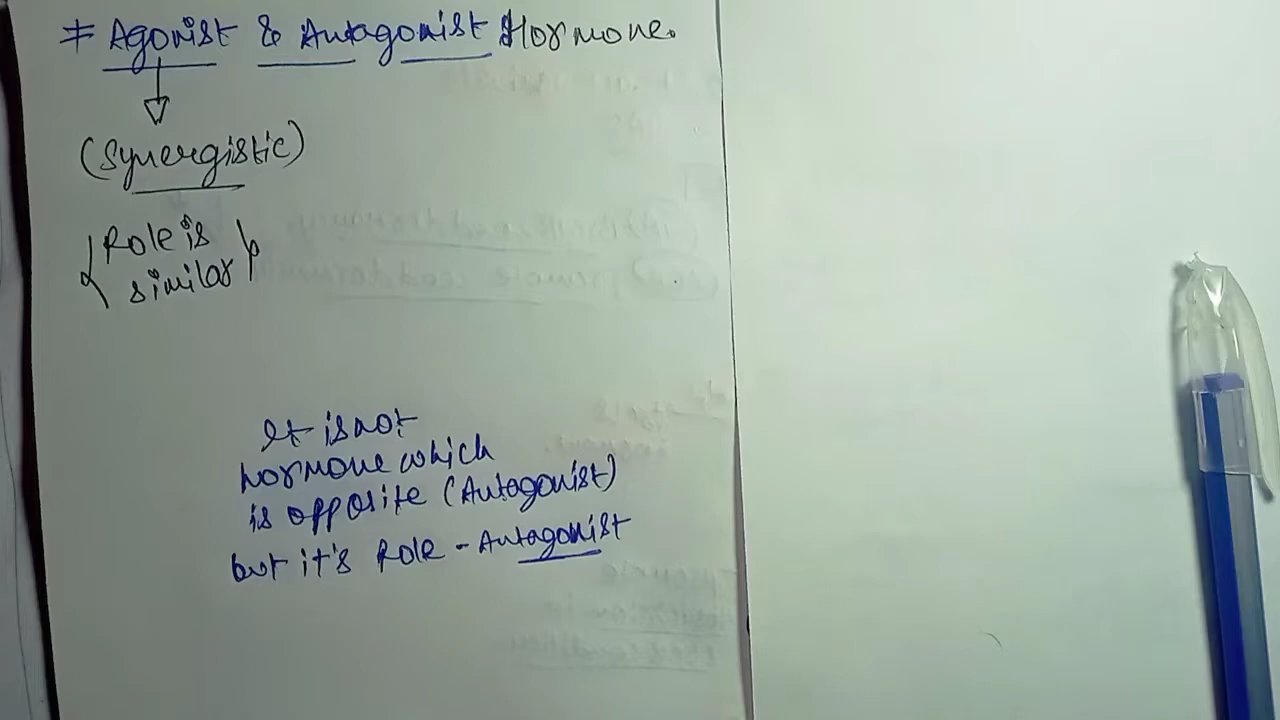 # Agonist & Antagonist Hormone.
(Synergistic)
{Role is
similar}
It is not
hormone which
is opposite (Antagonist)
but it's Role - Antagonist